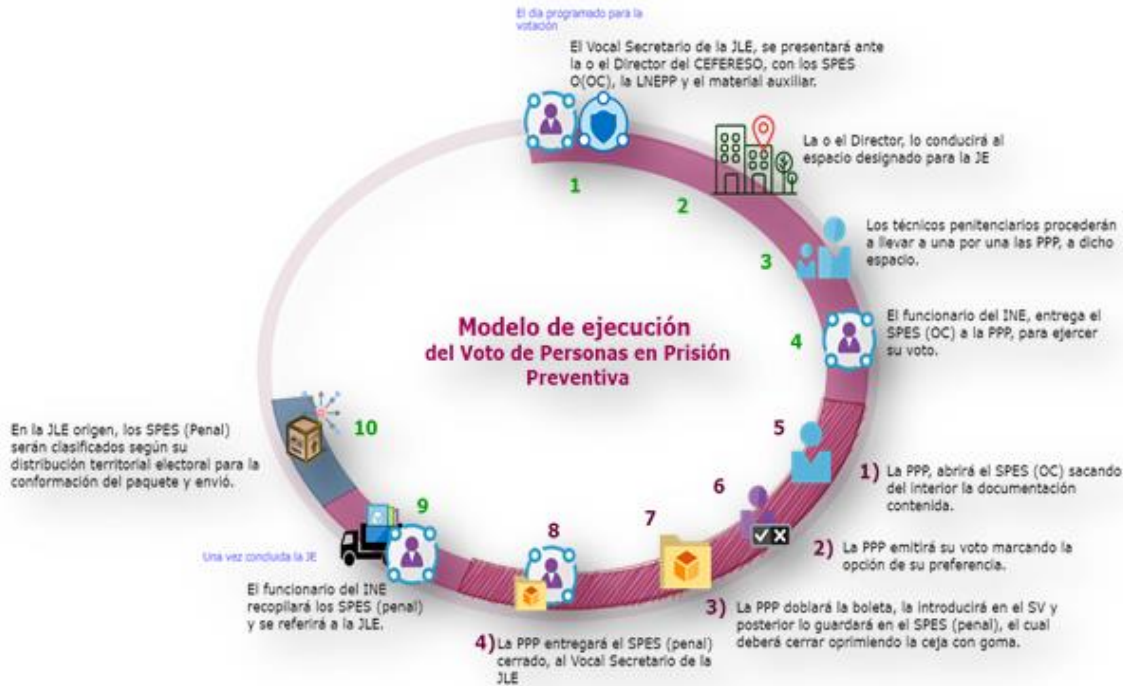 El día programado para la
votación
El Vocal Secretario de la JLE, se presentará ante
la o el Director del CEFERESO, con los SPES
O(OC), la LNEPP y el material auxiliar.
1
La o el Director, lo conducirá al
espacio designado para la JE
2
Los técnicos penitenciarios procederán
a llevar a una por una las PPP, a dicho
espacio.
3
El funcionario del INE, entrega el
SPES (OC) a la PPP, para ejercer
su voto.
4
Modelo de ejecución
del Voto de Personas en Prisión
Preventiva
5
1) La PPP, abrirá el SPES (OC) sacando
del interior la documentación
contenida.
6
2) La PPP emitirá su voto marcando la
opción de su preferencia.
7
3) La PPP doblará la boleta, la introducirá en el SV y
posterior lo guardará en el SPES (penal), el cual
deberá cerrar oprimiendo la ceja con goma.
8
4) La PPP entregará el SPES (penal)
cerrado, al Vocal Secretario de la
JLE
9
Una vez concluida la JE
El funcionario del INE
recopilará los SPES (penal)
y se referirá a la JLE.
10
En la JLE origen, los SPES (Penal)
serán clasificados según su
distribución territorial electoral para la
conformación del paquete y envió.